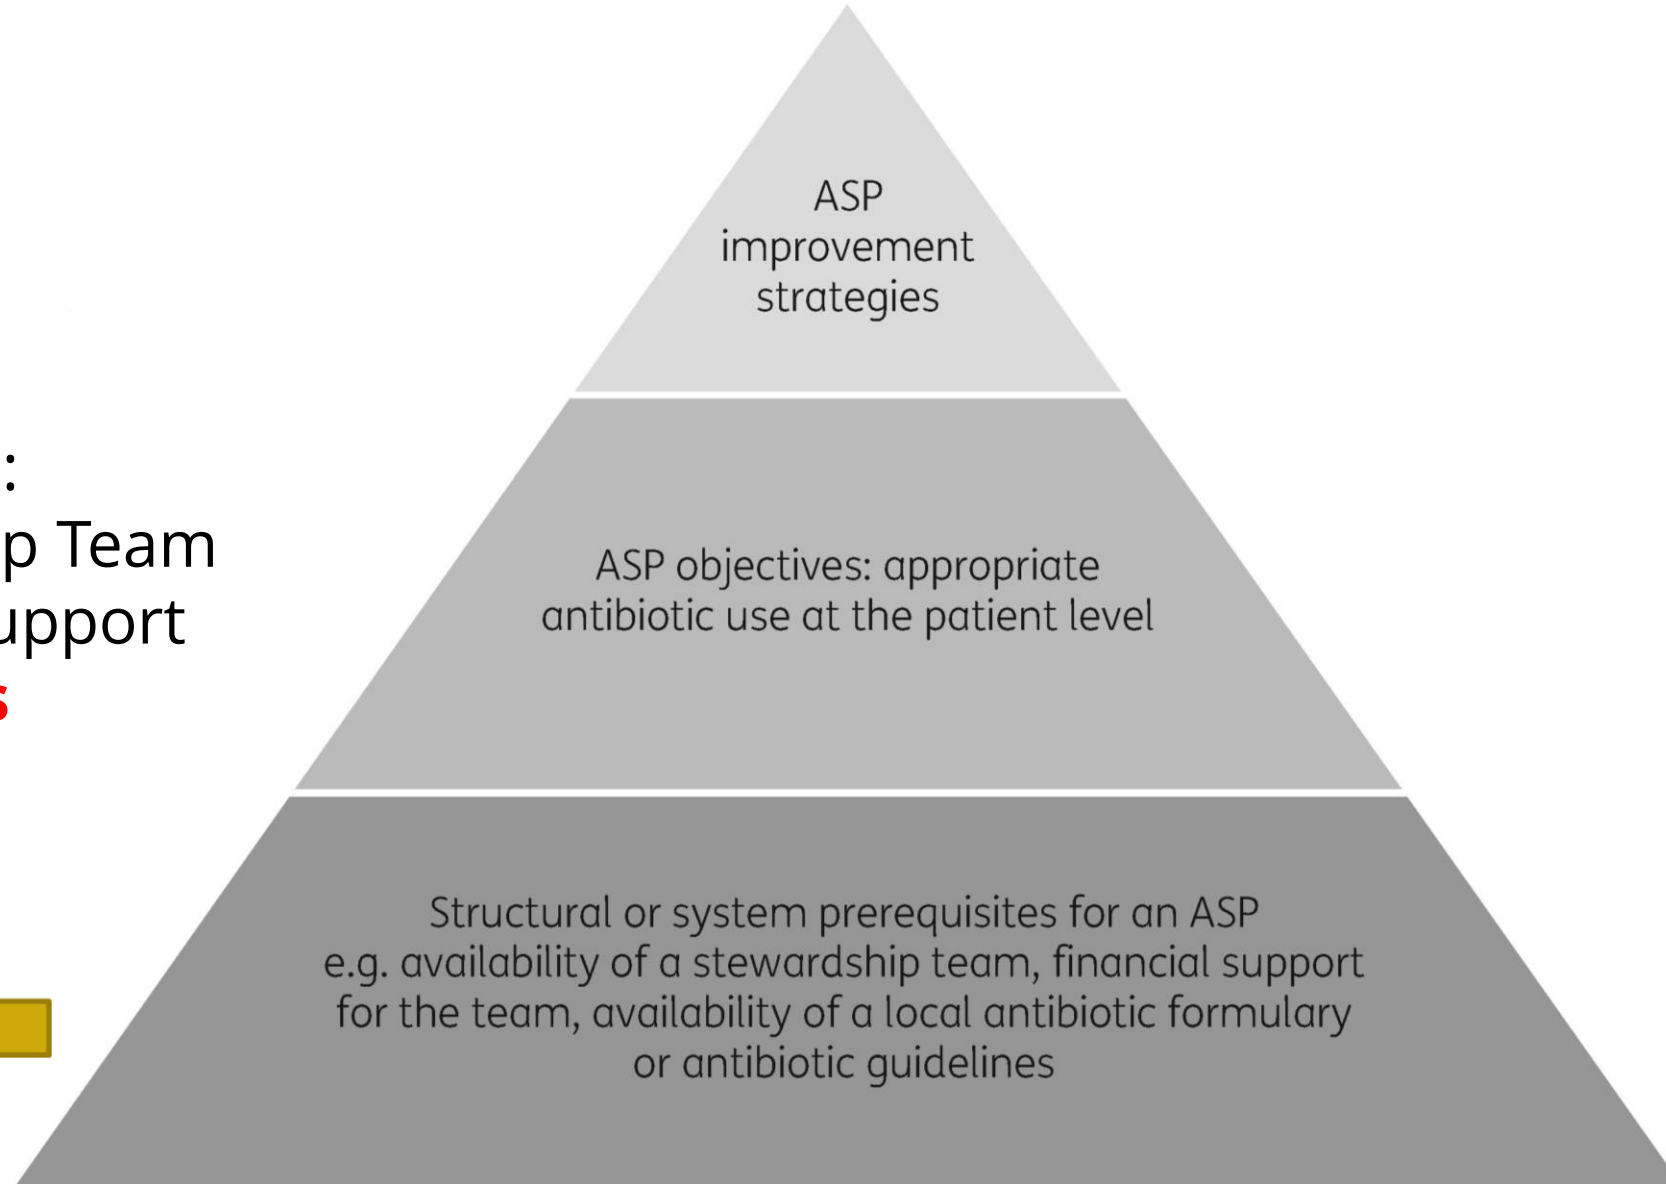 :
p Team
upport
s
ASP
improvement
strategies
ASP objectives: appropriate
antibiotic use at the patient level
Structural or system prerequisites for an ASP
e.g. availability of a stewardship team, financial support
for the team, availability of a local antibiotic formulary
or antibiotic guidelines